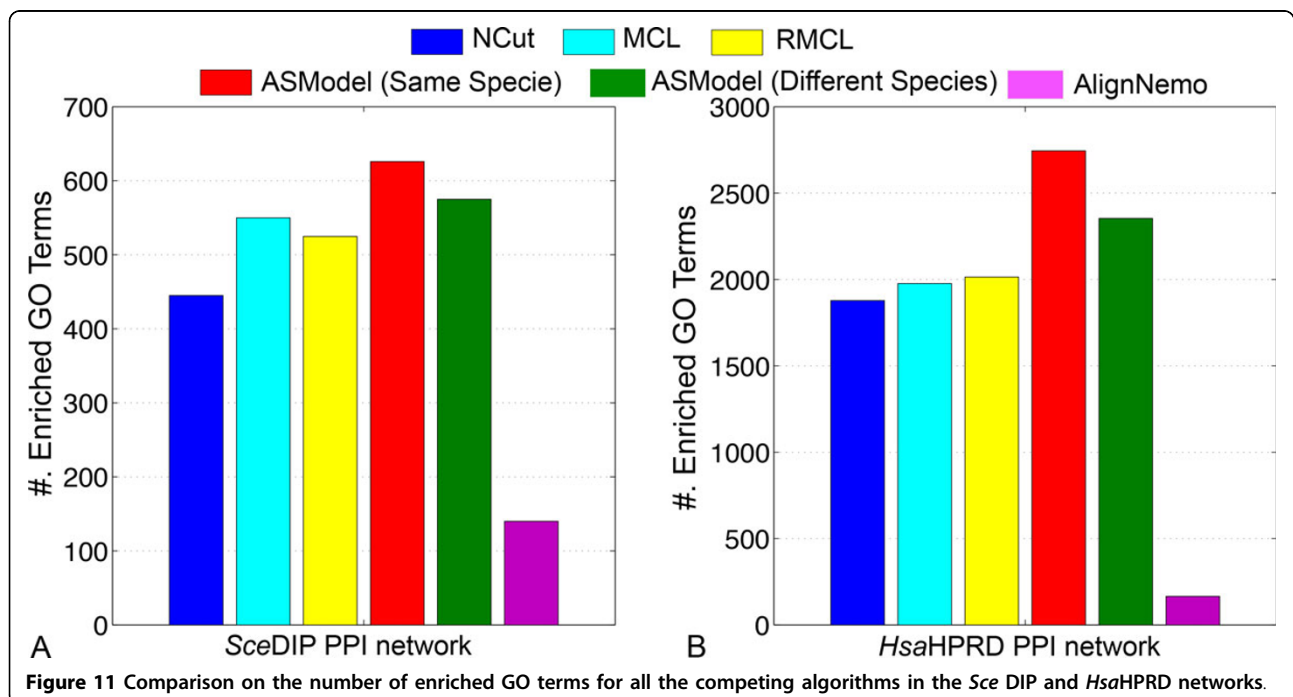 NCut MCL RMCL
ASModel (Same Specie) ASModel (Different Species) AlignNemo
700
600
500
400
300
200
100
0
#. Enriched GO Terms
A
SceDIP PPI network
3000
2500
2000
1500
1000
500
0
#. Enriched GO Terms
B
HsaHPRD PPI network
Figure 11 Comparison on the number of enriched GO terms for all the competing algorithms in the Sce DIP and HsaHPRD networks.